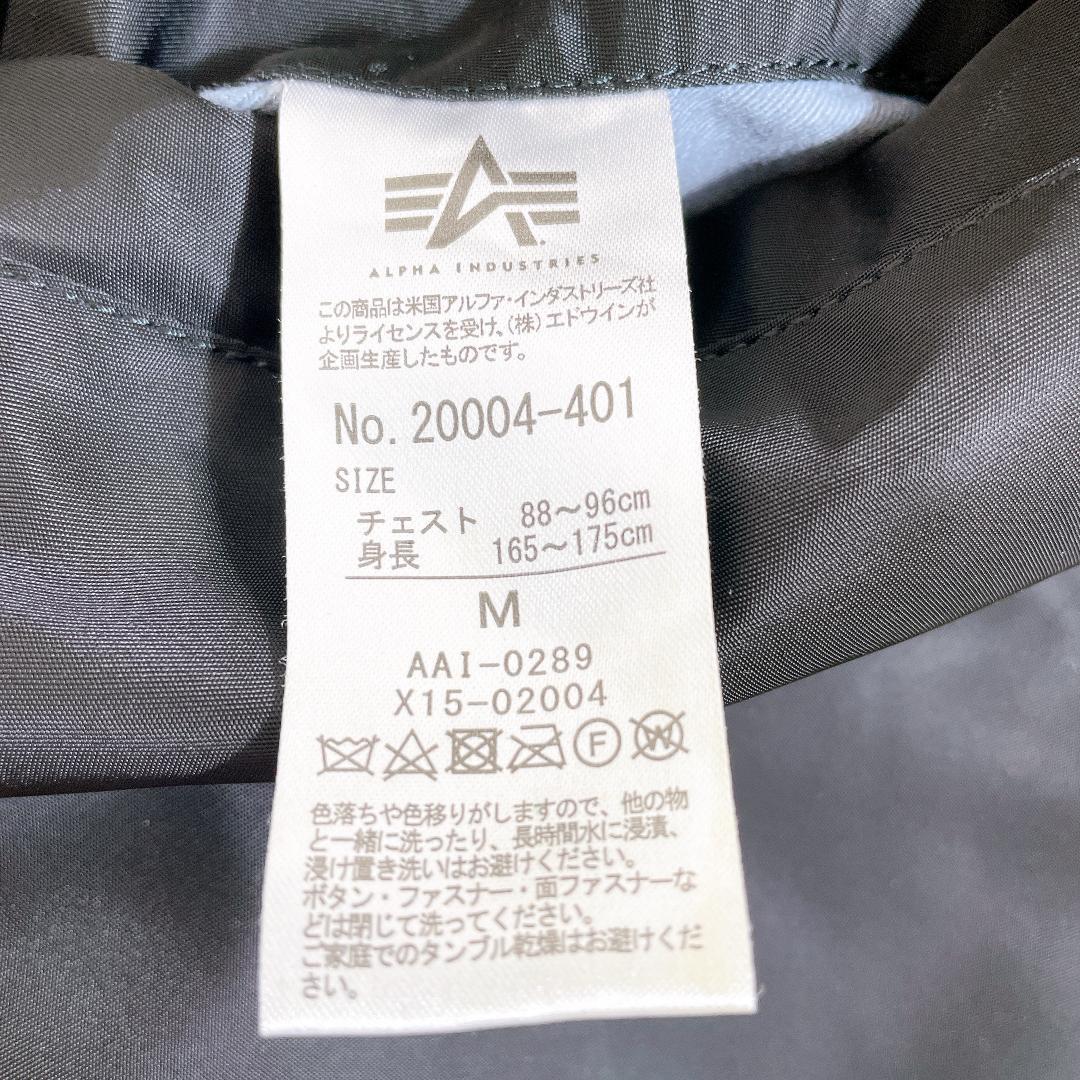 ALPHA INDUSTRIES
この商品は米国アルファ・インダストリーズ社
よりライセンスを受け、(株)エドウインが
企画生産したものです。
No. 20004-401
SIZE
チェスト 88～96cm
身長 165～175cm
M
AAI-0289
X15-02004
F W
色落ちや色移りがしますので、他の物
と一緒に洗ったり、長時間水に浸漬、
浸け置き洗いはお避けください。
ボタン・ファスナー・面ファスナーな
どは閉じて洗ってください。
ご家庭でのタンブル乾燥はお避けくだ
さい。